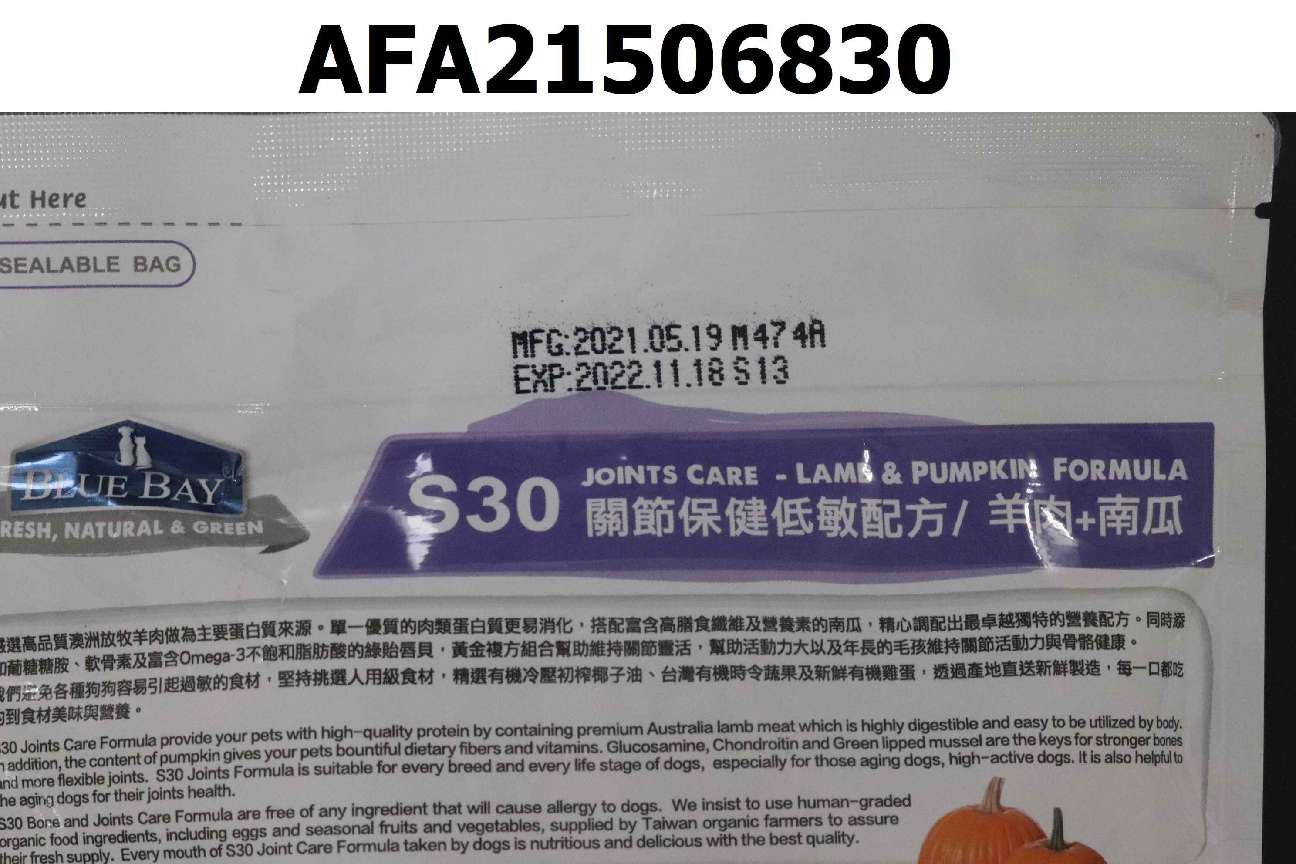 AFA21506830
ut Here
SEALABLE BAG
MFG:2021.05.19 M474A
EXP:2022.11.18 S13
BLUE BAY
RESH, NATURAL & GREEN
S30
JOINTS CARE - LAMB & PUMPKIN FORMULA
關節保健低敏配方/ 羊肉+南瓜
選高品質澳洲放牧羊肉做為主要蛋白質來源。單一優質的肉類蛋白質更易消化，搭配富含高膳食纖維及營養素的南瓜，精心調配出最卓越獨特的營養配方。同時添
葡萄糖胺、軟骨素及富含Omega-3不飽和脂肪酸的綠貽唇貝，黃金複方組合幫助維持關節靈活，幫助活動力大以及年長的毛孩維持關節活動力與骨骼健康。
我們避免各種狗狗容易引起過敏的食材，堅持挑選人用級食材，精選有機冷壓初榨椰子油、台灣有機時令蔬果及新鮮有機雞蛋，透過產地直送新鮮製造，每一口都吃
的到食材美味與營養。
S30 Joints Care Formula provide your pets with high-quality protein by containing premium Australia lamb meat which is highly digestible and easy to be utilized by body.
n addition, the content of pumpkin gives your pets bountiful dietary fibers and vitamins. Glucosamine, Chondroitin and Green lipped mussel are the keys for stronger bones
and more flexible joints. S30 Joints Formula is suitable for every breed and every life stage of dogs, especially for those aging dogs, high-active dogs. It is also helpful to
the aging dogs for their joints health.
S30 Bone and Joints Care Formula are free of any ingredient that will cause allergy to dogs. We insist to use human-graded
organic food ingredients, including eggs and seasonal fruits and vegetables, supplied by Taiwan organic farmers to assure
their fresh supply. Every mouth of S30 Joint Care Formula taken by dogs is nutritious and delicious with the best quality.